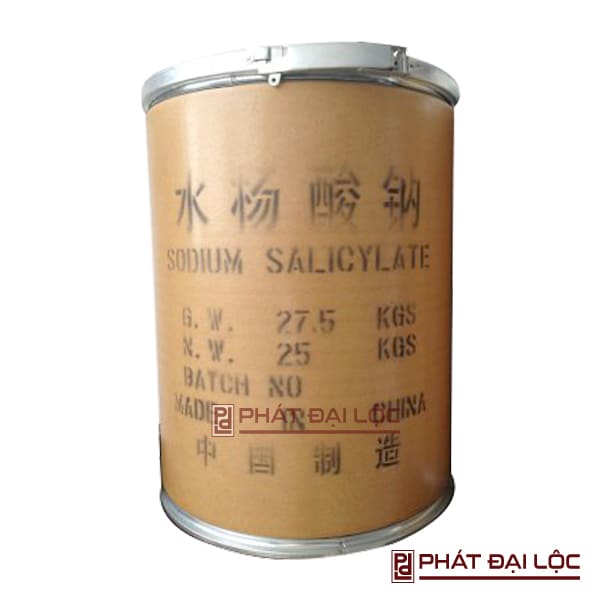 水杨酸钠
SODIUM SALICYLATE
G.W. 27.5 KGS
N.W. 25 KGS
BATCH NO
MADE IN CHINA
PHÁT ĐẠI LỘC
中国制造
PHÁT ĐẠI LỘC